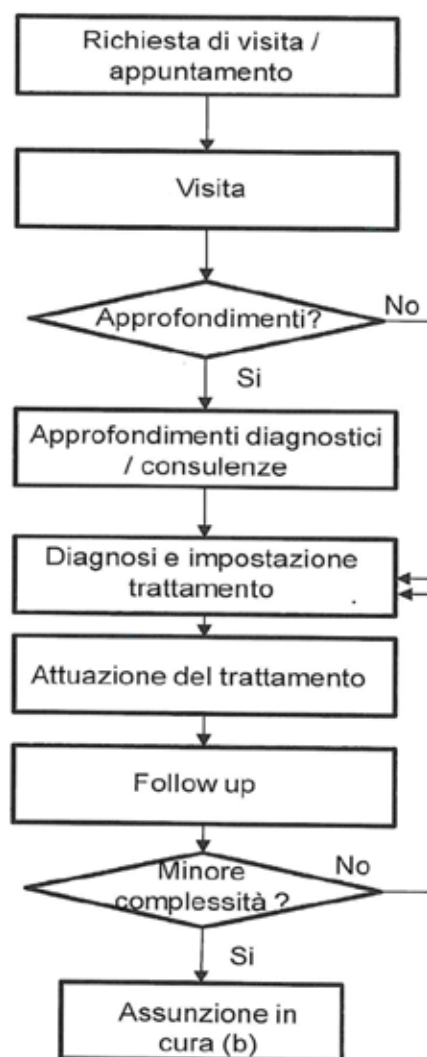 Richiesta di visita /
appuntamento
Visita
Approfondimenti?
No
Si
Approfondimenti diagnostici
/ consulenze
Diagnosi e impostazione
trattamento
Attuazione del trattamento
Follow up
Minore
complessità ?
No
Si
Assunzione in
cura (b)